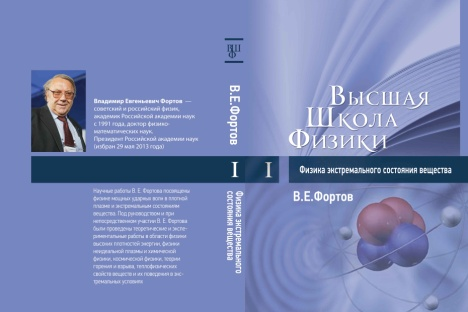 Владимир Евгеньевич Фортов —
советский и российский физик,
академик Российской академии наук
с 1991 года, доктор физико-
математических наук.
Президент Российской академии наук
(избран 29 мая 2013 года)
Научные работы В. Е. Фортова посвящены
физике мощных ударных волн в плотной
плазме и экстремальным состояниям
вещества. Под руководством и при
непосредственном участии В. Е. Фортова
были проведены теоретические и экспе-
риментальные работы в области физики
высоких плотностей энергии, физики
неидеальной плазмы и химической
физики, космической физики, теории
горения и взрыва, теплофизических
свойств веществ и их поведения в экс-
тремальных условиях
ВШ
Ф
В.Е.Фортов
I
Физика экстремального
состояния вещества
Высшая
Школа
Физики
I
Физика экстремального состояния вещества
В.Е.Фортов